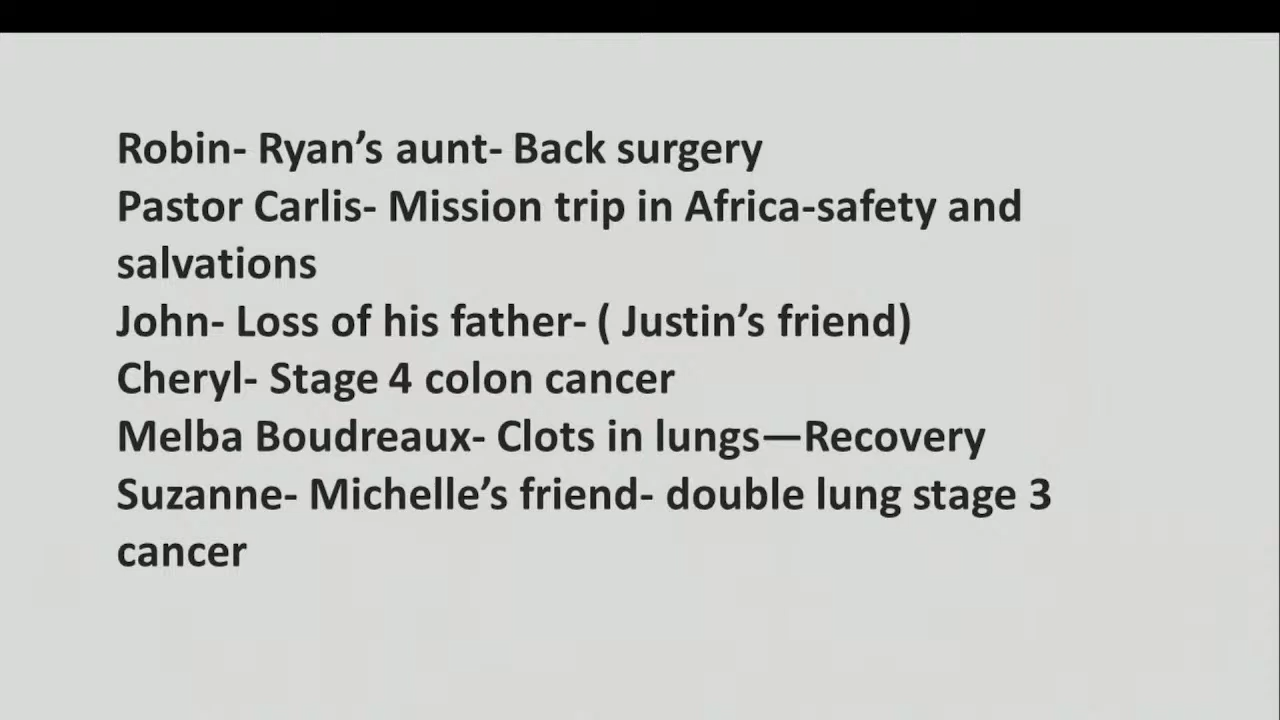 Robin- Ryan’s aunt- Back surgery
Pastor Carlis- Mission trip in Africa-safety and
salvations
John- Loss of his father- ( Justin’s friend)
Cheryl- Stage 4 colon cancer
Melba Boudreaux- Clots in lungs—Recovery
Suzanne- Michelle’s friend- double lung stage 3
cancer